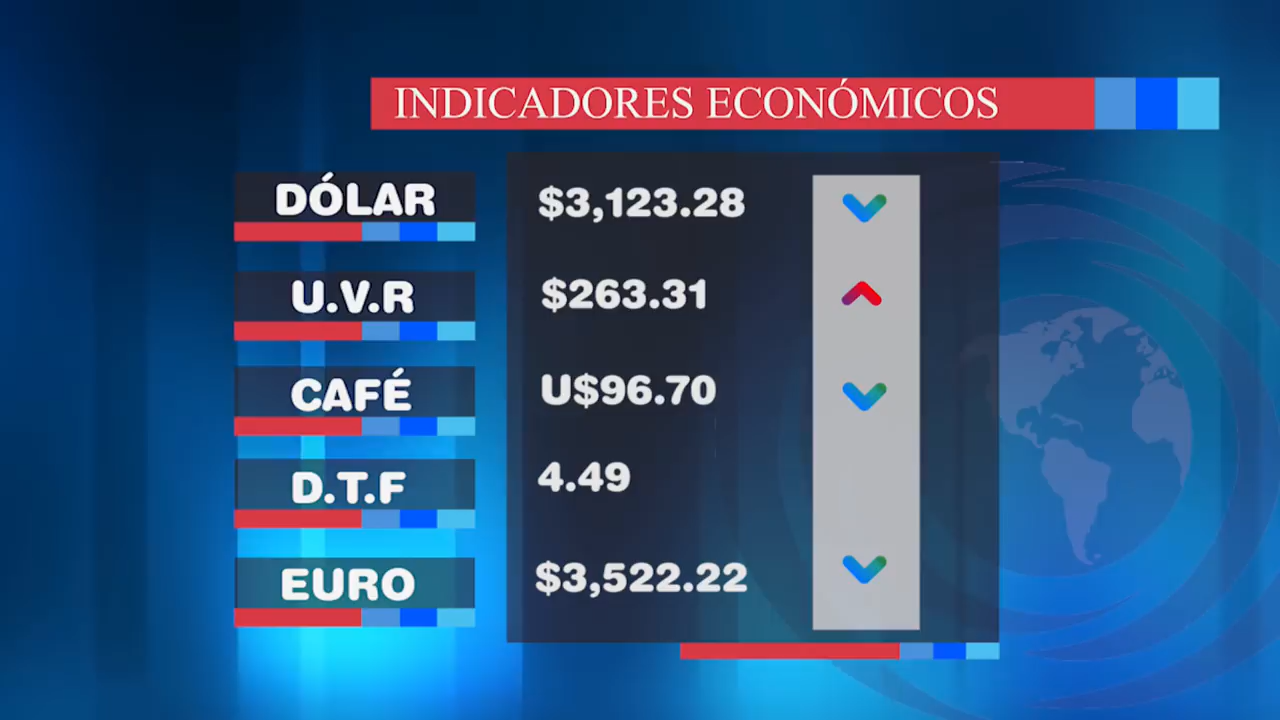 INDICADORES ECONÓMICOS
DÓLAR $3,123.28
U.V.R $263.31
CAFÉ U$96.70
D.T.F 4.49
EURO $3,522.22